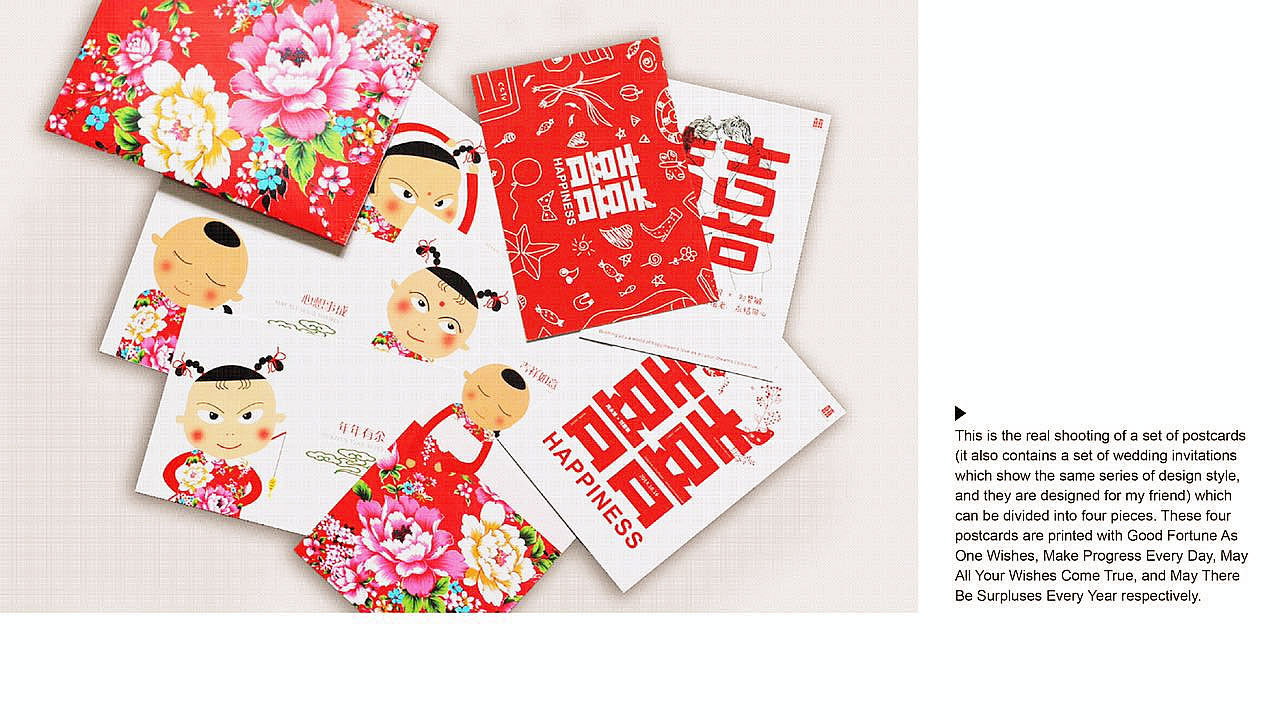 CCTV
囍
HAPPINESS
心想事成
吉祥如意
年年有余
囍
HAPPINESS
This is the real shooting of a set of postcards
(it also contains a set of wedding invitations
which show the same series of design style,
and they are designed for my friend) which
can be divided into four pieces. These four
postcards are printed with Good Fortune As
One Wishes, Make Progress Every Day, May
All Your Wishes Come True, and May There
Be Surpluses Every Year respectively.